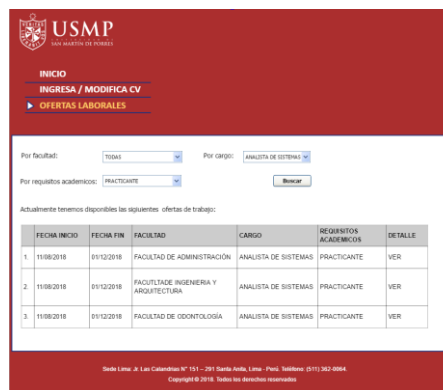 USMP
SAN MARTIN DE PORRES
INICIO
INGRESA / MODIFICA CV
OFERTAS LABORALES
Por facultad: TODAS Por cargo: ANALISTA DE SISTEMAS
Por requisitos academicos: PRACTICANTE Buscar
Actualmente tenemos disponibles las siguientes ofertas de trabajo:
FECHA INICIO FECHA FIN FACULTAD CARGO REQUISITOS ACADEMICOS DETALLE
1. 11/08/2018 01/12/2018 FACULTAD DE ADMINISTRACIÓN ANALISTA DE SISTEMAS PRACTICANTE VER
2. 11/08/2018 01/12/2018 FACUTLTADE INGENIERIA Y ARQUITECTURA ANALISTA DE SISTEMAS PRACTICANTE VER
3. 11/08/2018 01/12/2018 FACULTAD DE ODONTOLOGÍA ANALISTA DE SISTEMAS PRACTICANTE VER
Sede Lima: Jr. Las Calandrias N° 151 – 291 Santa Anita, Lima - Perú. Teléfono: (511) 362-0064.
Copyright © 2018. Todos los derechos reservados